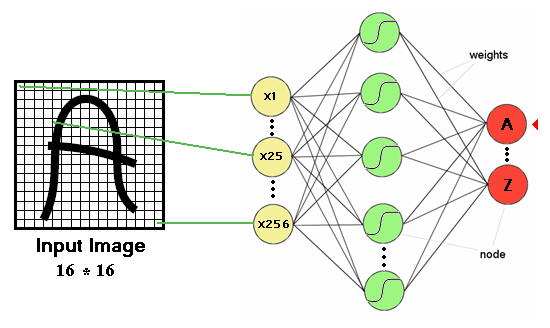 Input Image
16 * 16
x1
x25
x256
weights
A
Z
node